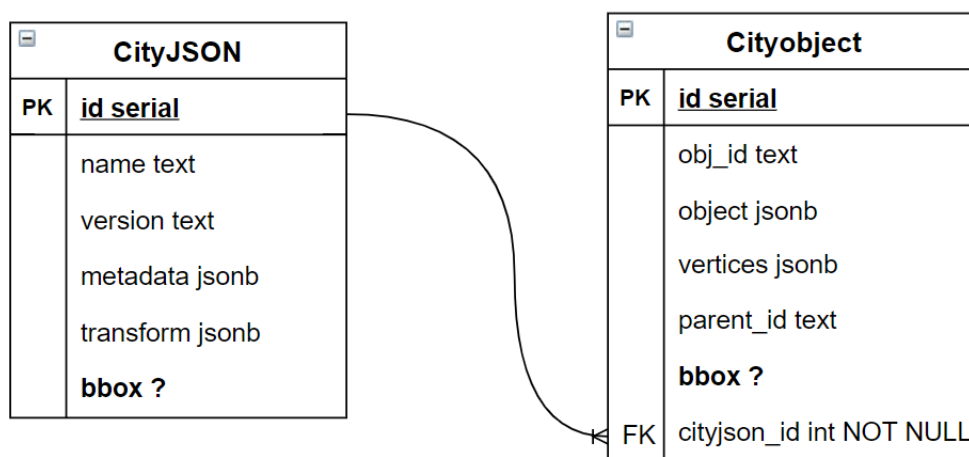 CityJSON
PK id serial
name text
version text
metadata jsonb
transform jsonb
bbox ?
Cityobject
PK id serial
obj_id text
object jsonb
vertices jsonb
parent_id text
bbox ?
FK cityjson_id int NOT NULL